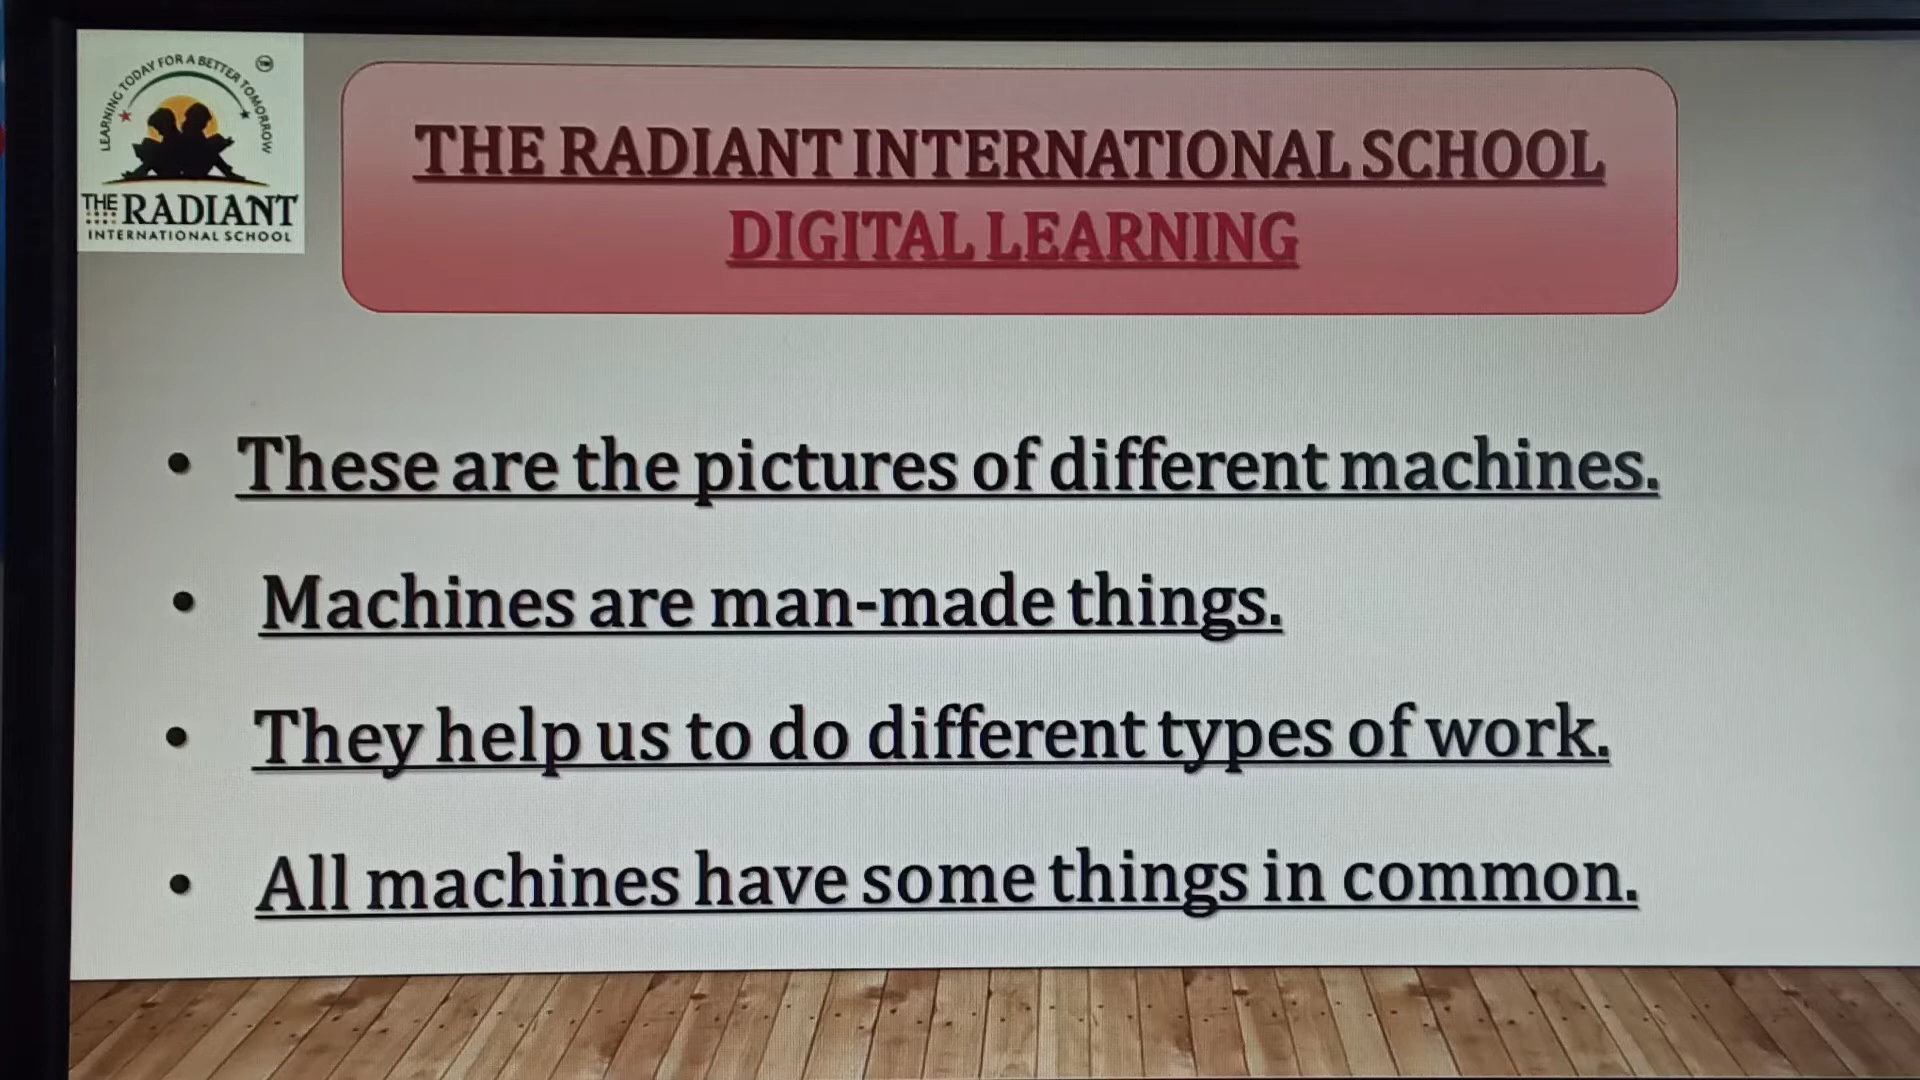 LEARNING TODAY FOR A BETTER TOMORROW
THE RADIANT
INTERNATIONAL SCHOOL
THE RADIANT INTERNATIONAL SCHOOL
DIGITAL LEARNING
• These are the pictures of different machines.
• Machines are man-made things.
• They help us to do different types of work.
• All machines have some things in common.